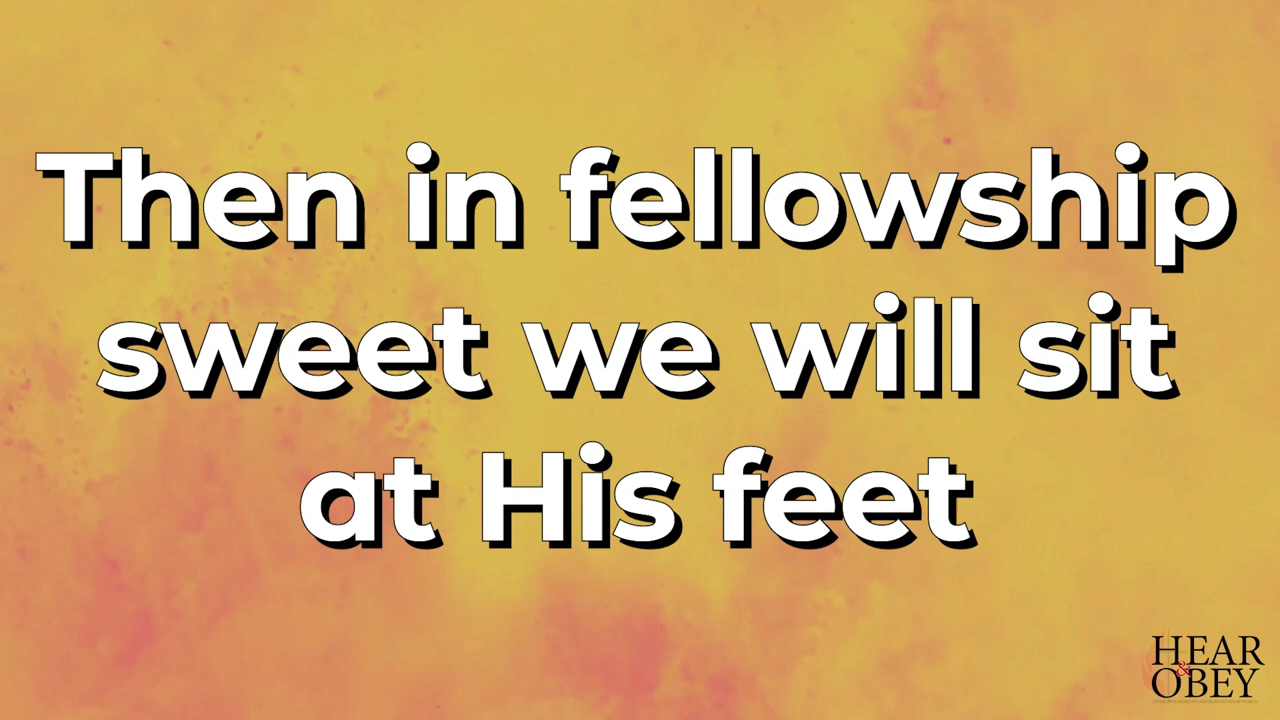 Then in fellowship
sweet we will sit
at His feet
HEAR
&
OBEY